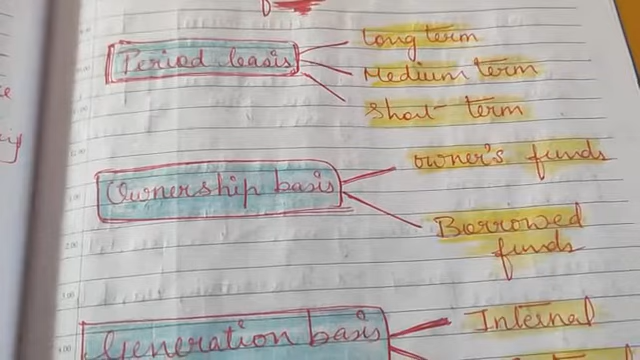 Long term
Period basis
Medium term
Short term
owner's funds
Ownership basis
Borrowed
funds
Internal
Generation basis